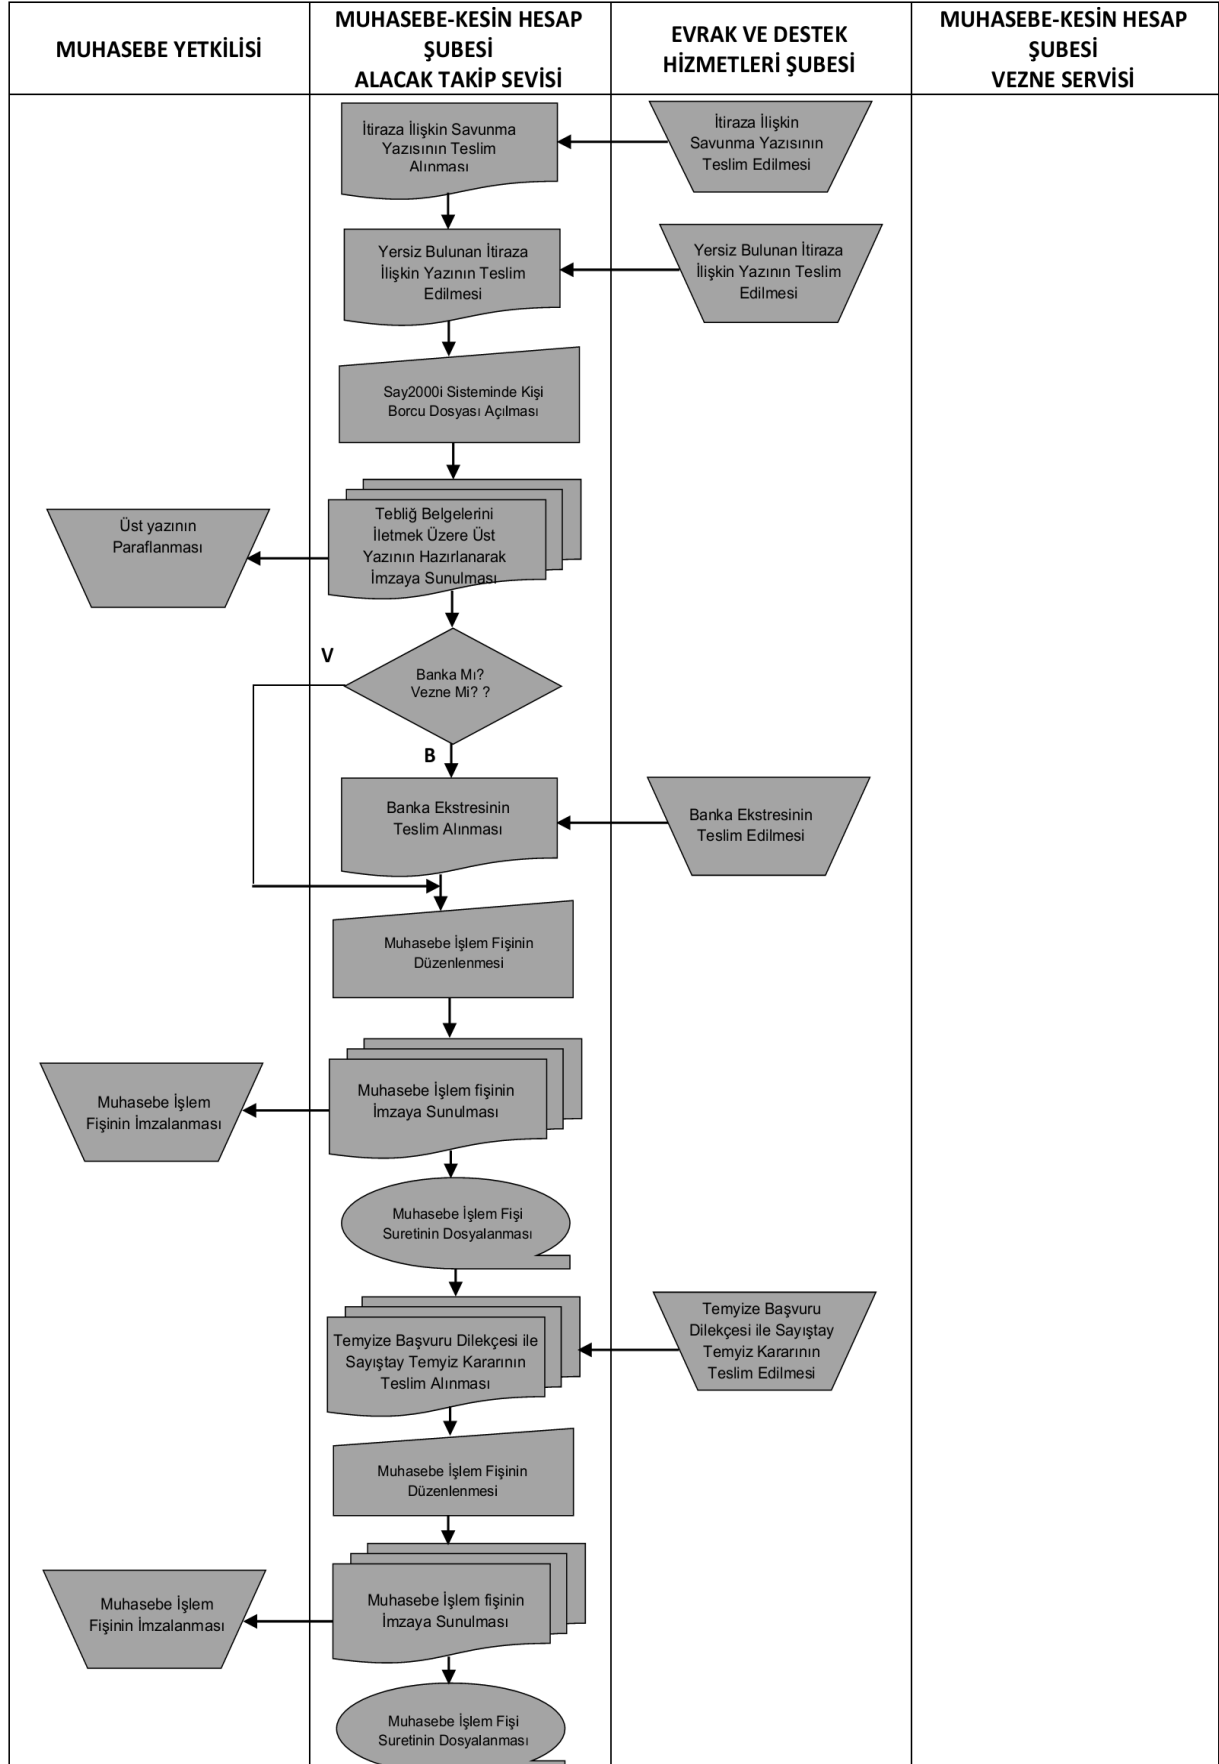 MUHASEBE YETKİLİSİ
MUHASEBE-KESİN HESAP
ŞUBESİ
ALACAK TAKİP SEVİSİ
EVRAK VE DESTEK
HİZMETLERİ ŞUBESİ
MUHASEBE-KESİN HESAP
ŞUBESİ
VEZNE SERVİSİ
İtiraza İlişkin Savunma
Yazısının Teslim
Alınması
İtiraza İlişkin
Savunma Yazısının
Teslim Edilmesi
Yersiz Bulunan İtiraza
İlişkin Yazının Teslim
Edilmesi
Yersiz Bulunan İtiraza
İlişkin Yazının Teslim
Edilmesi
Say2000i Sisteminde Kişi
Borcu Dosyası Açılması
Üst yazının
Paraflanması
Tebliğ Belgelerini
İletmek Üzere Üst
Yazının Hazırlanarak
İmzaya Sunulması
V
Banka Mı?
Vezne Mi? ?
B
Banka Ekstresinin
Teslim Alınması
Banka Ekstresinin
Teslim Edilmesi
Muhasebe İşlem Fişinin
Düzenlenmesi
Muhasebe İşlem
Fişinin İmzalanması
Muhasebe İşlem fişinin
İmzaya Sunulması
Muhasebe İşlem Fişi
Suretinin Dosyalanması
Temyize Başvuru Dilekçesi ile
Sayıştay Temyiz Kararının
Teslim Alınması
Temyize Başvuru
Dilekçesi ile Sayıştay
Temyiz Kararının
Teslim Edilmesi
Muhasebe İşlem Fişinin
Düzenlenmesi
Muhasebe İşlem
Fişinin İmzalanması
Muhasebe İşlem fişinin
İmzaya Sunulması
Muhasebe İşlem Fişi
Suretinin Dosyalanması